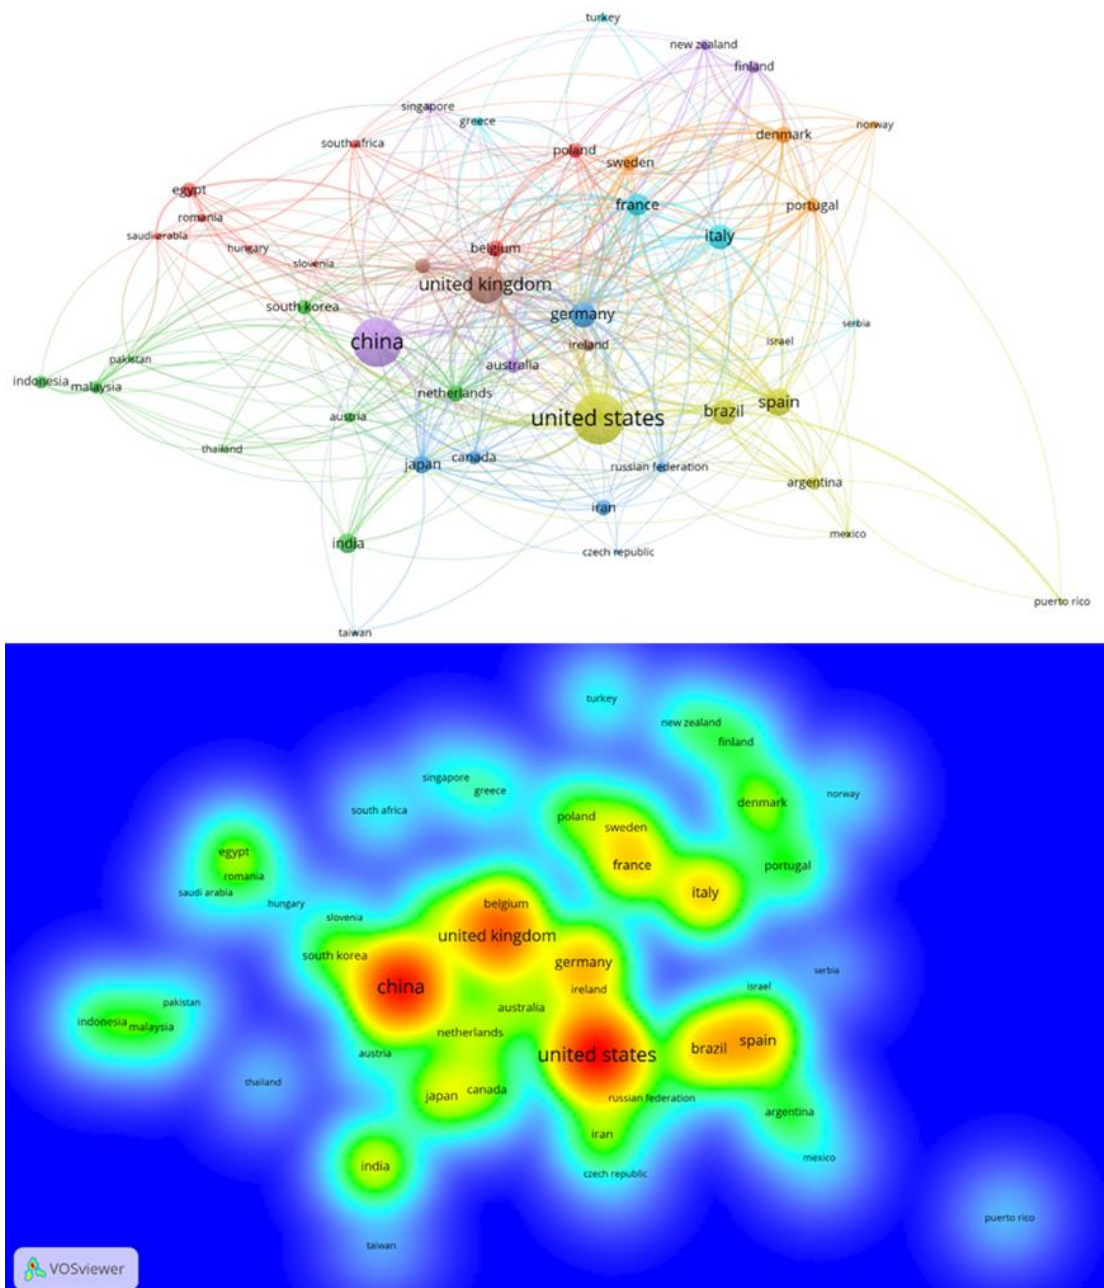 turkey
new zealand
finland
singapore
greece
norway
denmark
south africa
poland
sweden
egypt
france
portugal
romania
saudi arabia
italy
hungary
belgium
slovenia
united kingdom
south korea
germany
serbia
china
ireland
israel
pakistan
australia
indonesia
malaysia
netherlands
spain
brazil
austria
united states
thailand
japan
canada
russian federation
argentina
iran
mexico
india
czech republic
puerto rico
taiwan
turkey
new zealand
finland
singapore
greece
norway
denmark
south africa
poland
sweden
egypt
france
portugal
romania
saudi arabia
italy
hungary
belgium
slovenia
united kingdom
south korea
germany
serbia
china
ireland
israel
pakistan
australia
indonesia
malaysia
netherlands
spain
brazil
austria
united states
thailand
japan
canada
russian federation
argentina
iran
mexico
india
czech republic
puerto rico
taiwan
VOSviewer